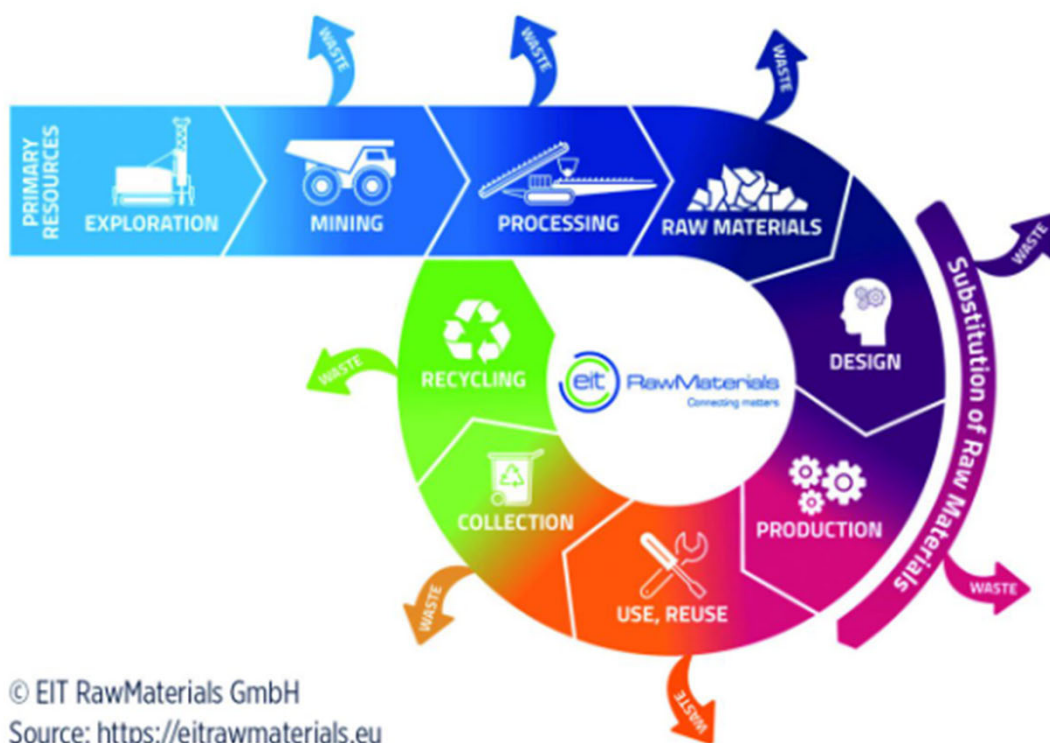 WASTE
WASTE
WASTE
PRIMARY
RESOURCES
EXPLORATION
MINING
PROCESSING
RAW MATERIALS
WASTE
Substitution of Raw Materials
DESIGN
RECYCLING
WASTE
eit RawMaterials
Connecting matters
COLLECTION
PRODUCTION
WASTE
USE, REUSE
WASTE
WASTE
© EIT RawMaterials GmbH
Source: https://eitrawmaterials.eu